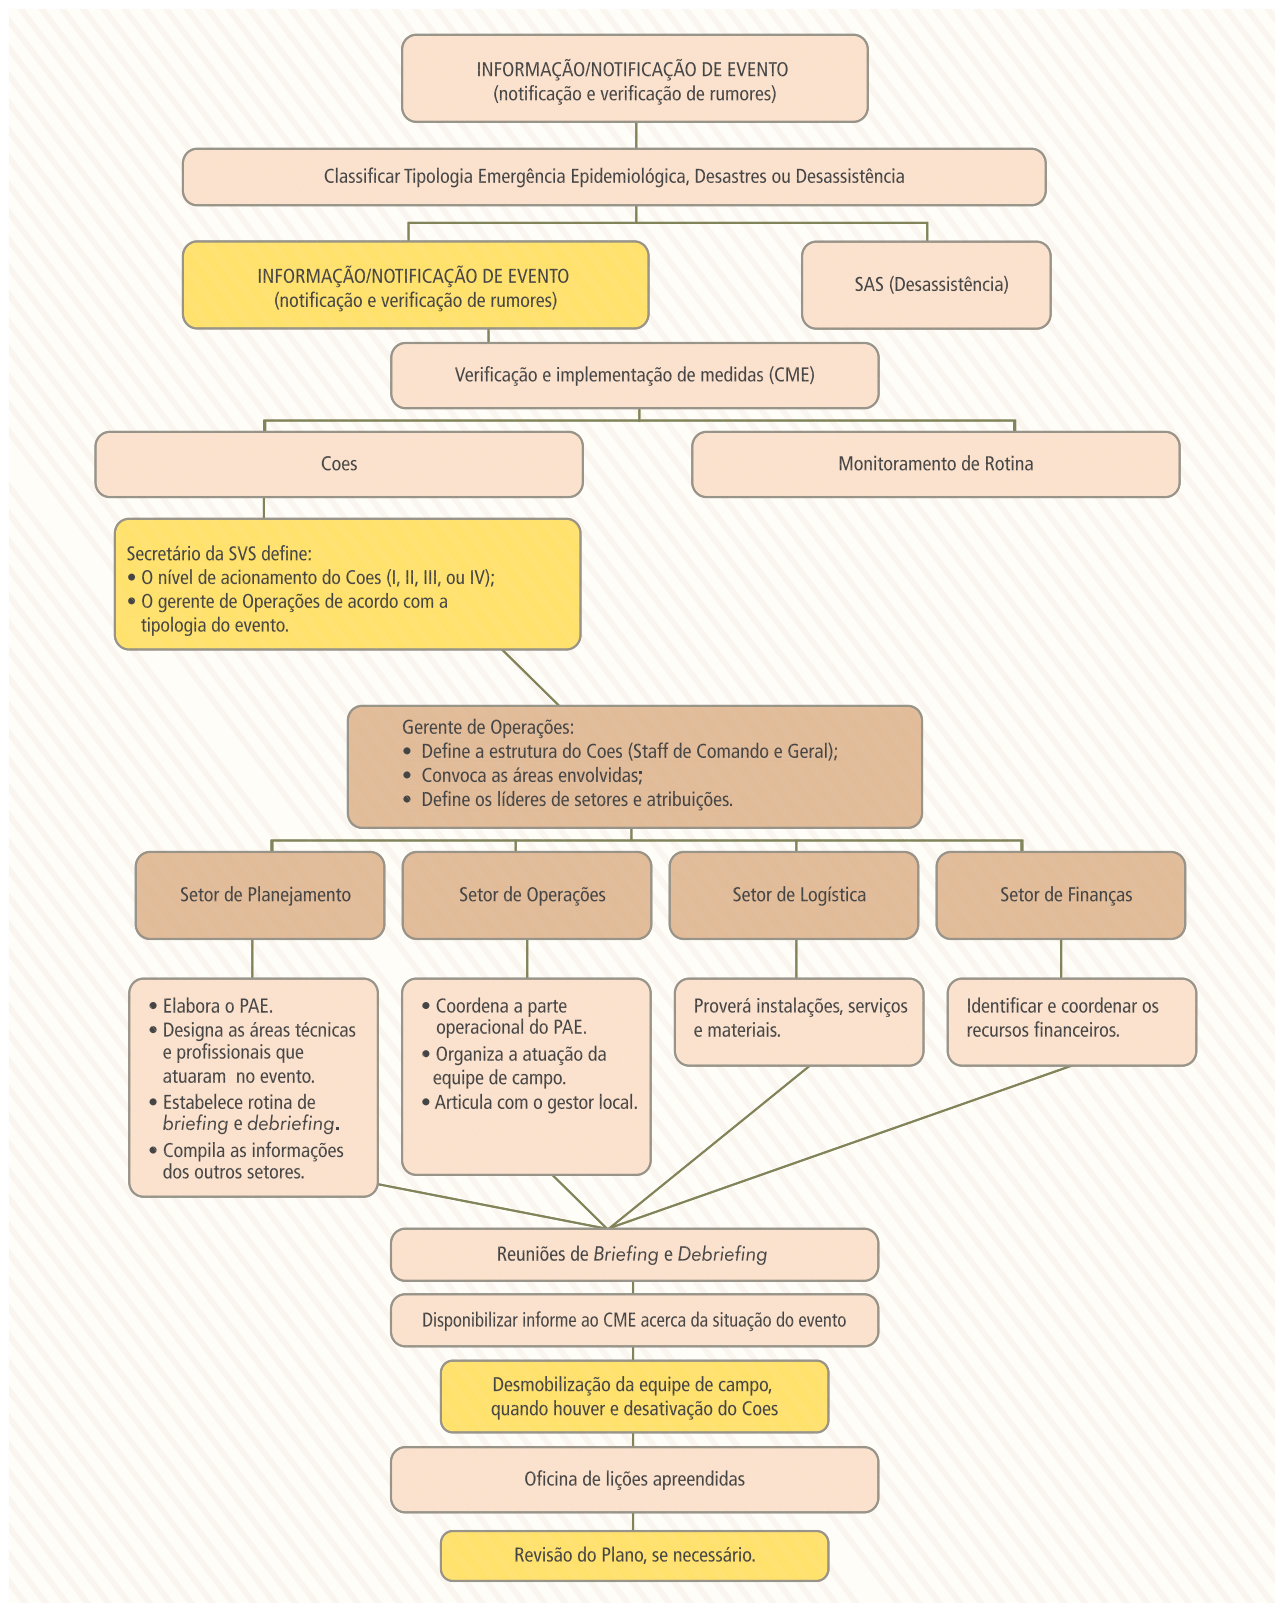 INFORMAÇÃO/NOTIFICAÇÃO DE EVENTO
(notificação e verificação de rumores)
Classificar Tipologia Emergência Epidemiológica, Desastres ou Desassistência
INFORMAÇÃO/NOTIFICAÇÃO DE EVENTO
(notificação e verificação de rumores)
SAS (Desassistência)
Verificação e implementação de medidas (CME)
Coes
Monitoramento de Rotina
Secretário da SVS define:
• O nível de acionamento do Coes (I, II, III, ou IV);
• O gerente de Operações de acordo com a
tipologia do evento.
Gerente de Operações:
• Define a estrutura do Coes (Staff de Comando e Geral);
• Convoca as áreas envolvidas;
• Define os líderes de setores e atribuições.
Setor de Planejamento
Setor de Operações
Setor de Logística
Setor de Finanças
• Elabora o PAE.
• Designa as áreas técnicas
e profissionais que
atuaram no evento.
• Estabelece rotina de
briefing e debriefing.
• Compila as informações
dos outros setores.
• Coordena a parte
operacional do PAE.
• Organiza a atuação da
equipe de campo.
• Articula com o gestor local.
Proverá instalações, serviços
e materiais.
Identificar e coordenar os
recursos financeiros.
Reuniões de Briefing e Debriefing
Disponibilizar informe ao CME acerca da situação do evento
Desmobilização da equipe de campo,
quando houver e desativação do Coes
Oficina de lições apreendidas
Revisão do Plano, se necessário.